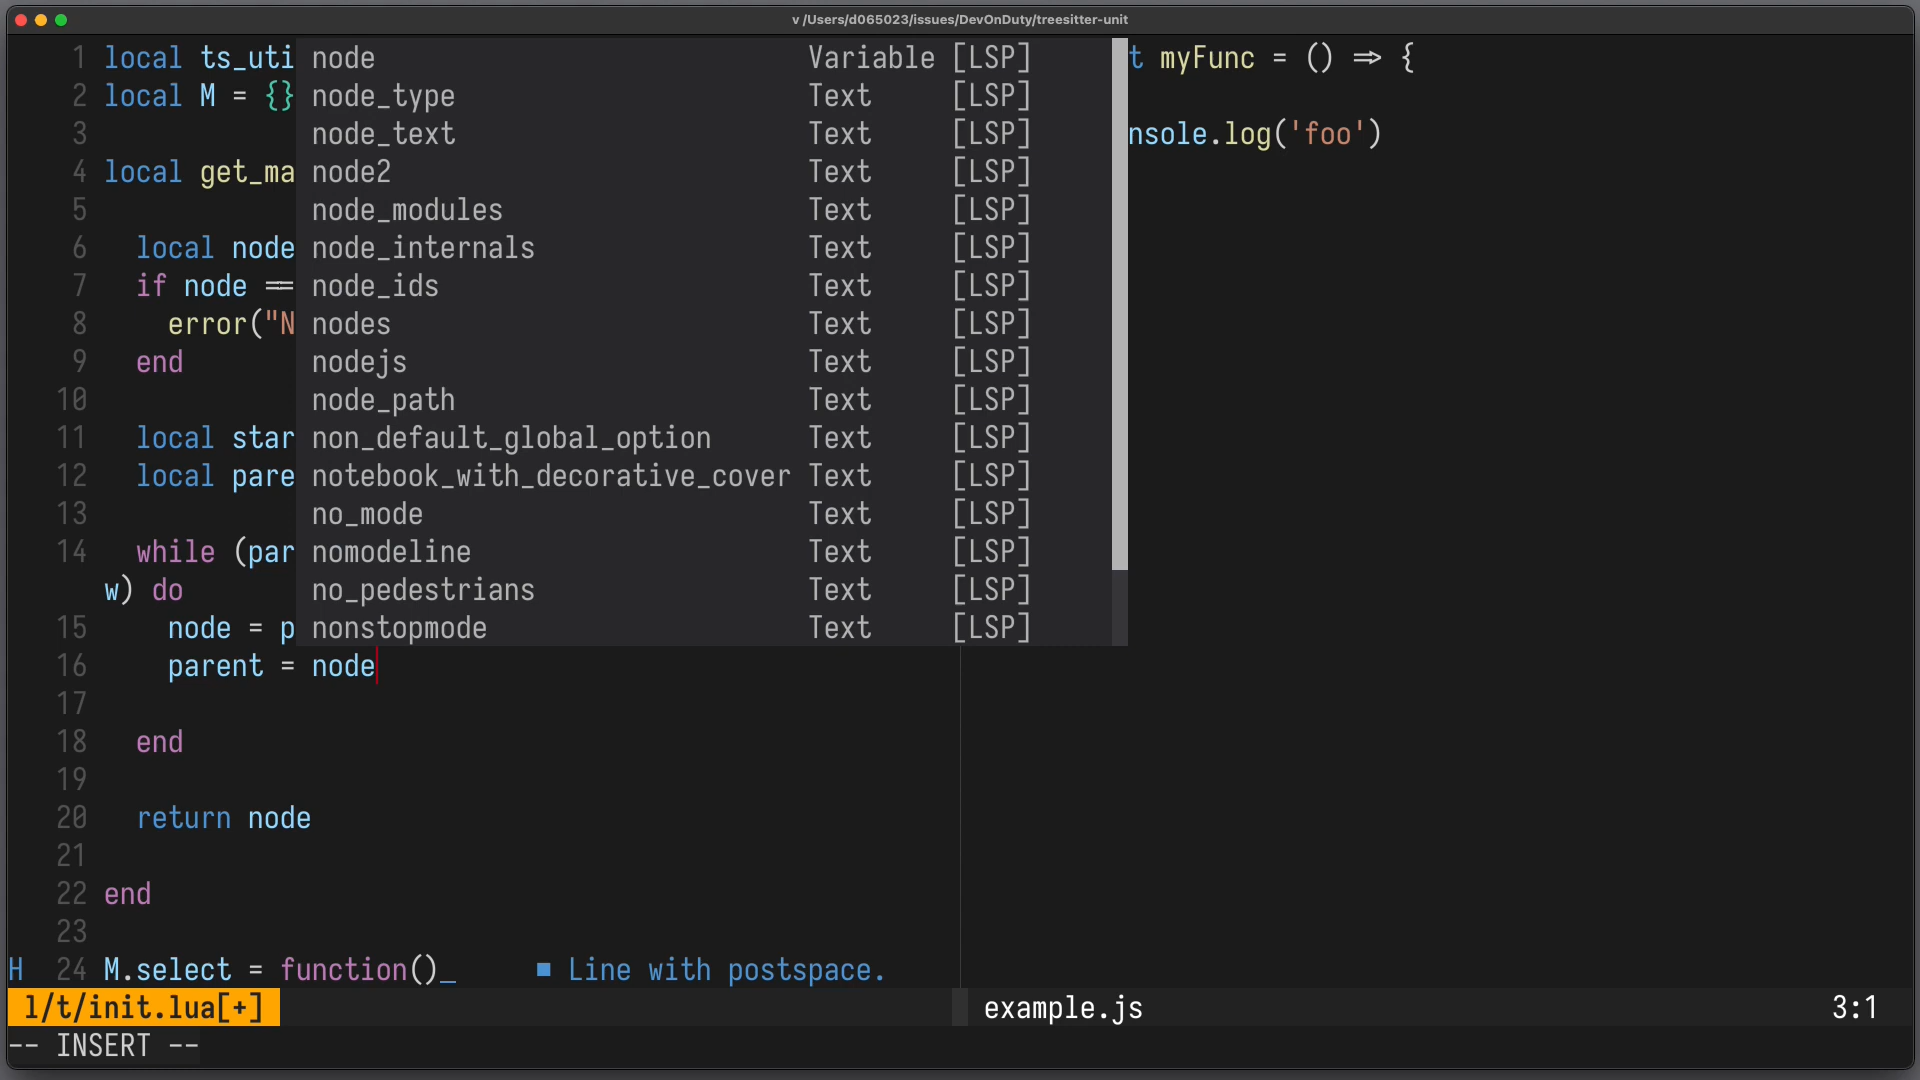 v /Users/d065023/issues/DevOnDuty/treesitter-unit
1 local ts_uti
2 local M = {}
3
4 local get_ma
5
6 local node
7 if node ==
8 error("N
9 end
10
11 local star
12 local pare
13
14 while (par
w) do
15 node = p
16 parent = node
17
18 end
19
20 return node
21
22 end
23
H 24 M.select = function()_ ■ Line with postspace.
node Variable [LSP]
node_type Text [LSP]
node_text Text [LSP]
node2 Text [LSP]
node_modules Text [LSP]
node_internals Text [LSP]
node_ids Text [LSP]
nodes Text [LSP]
nodejs Text [LSP]
node_path Text [LSP]
non_default_global_option Text [LSP]
notebook_with_decorative_cover Text [LSP]
no_mode Text [LSP]
nomodeline Text [LSP]
no_pedestrians Text [LSP]
nonstopmode Text [LSP]
t myFunc = () => {
nsole.log('foo')
l/t/init.lua[+]
example.js 3:1
-- INSERT --